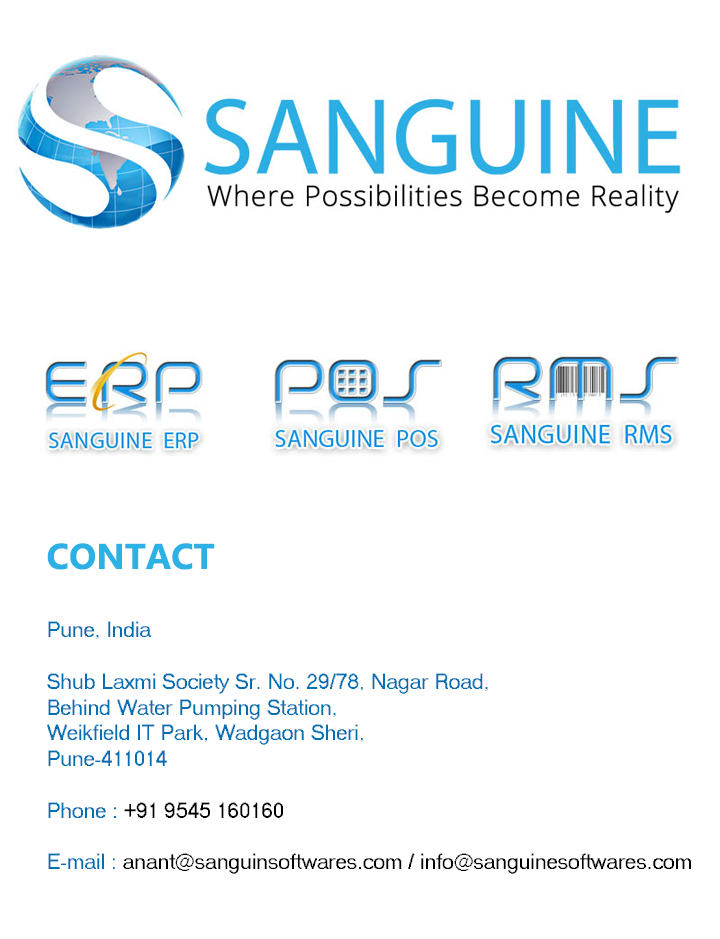 SANGUINE
Where Possibilities Become Reality
ERP
POS
RMS
SANGUINE ERP
SANGUINE POS
SANGUINE RMS
CONTACT
Pune, India
Shub Laxmi Society Sr. No. 29/78, Nagar Road,
Behind Water Pumping Station,
Weikfield IT Park, Wadgaon Sheri,
Pune-411014
Phone : +91 9545 160160
E-mail : anant@sanguinsoftwares.com / info@sanguinesoftwares.com